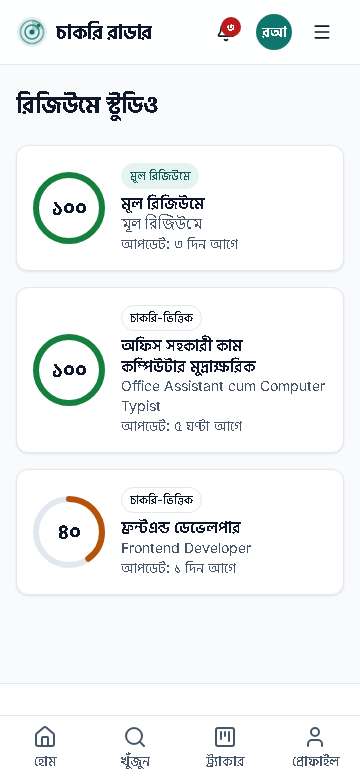 চাকরি রাডার
৩
রআ
রিজিউমে স্টুডিও
১০০
মূল রিজিউমে
মূল রিজিউমে
মূল রিজিউমে
আপডেট: ৩ দিন আগে
১০০
চাকরি-ভিত্তিক
অফিস সহকারী কাম
কম্পিউটার মুদ্রাক্ষরিক
Office Assistant cum Computer
Typist
আপডেট: ৫ ঘণ্টা আগে
৪০
চাকরি-ভিত্তিক
ফ্রন্টএন্ড ডেভেলপার
Frontend Developer
আপডেট: ১ দিন আগে
হোম
খুঁজুন
ট্র্যাকার
প্রোফাইল